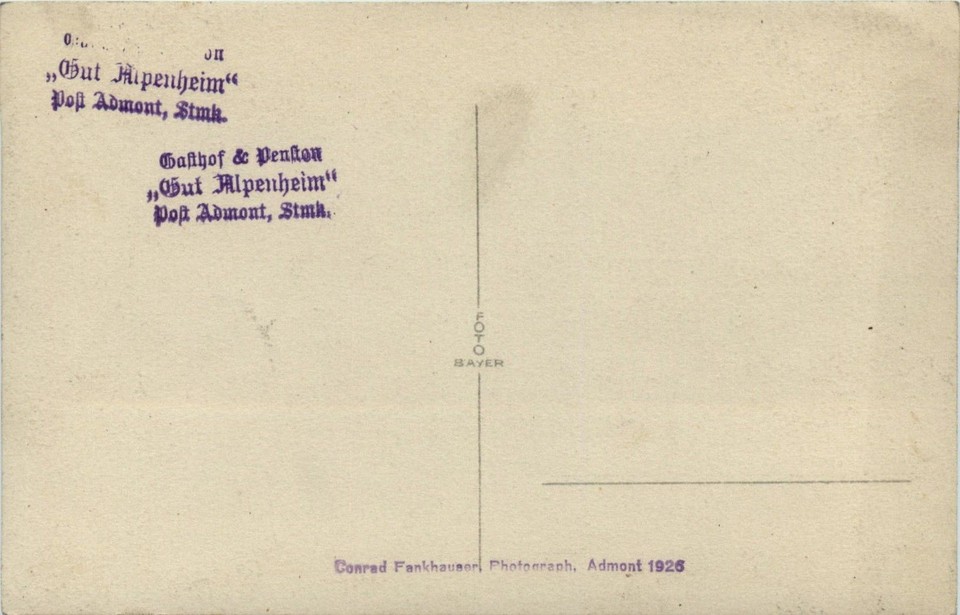 „Gut Alpenheim“
Post Admont, Stmk.
Gasthof & Pension
„Gut Alpenheim“
Post Admont, Stmk.
FOTO
BAYER
Conrad Fankhauser, Photograph, Admont 1926